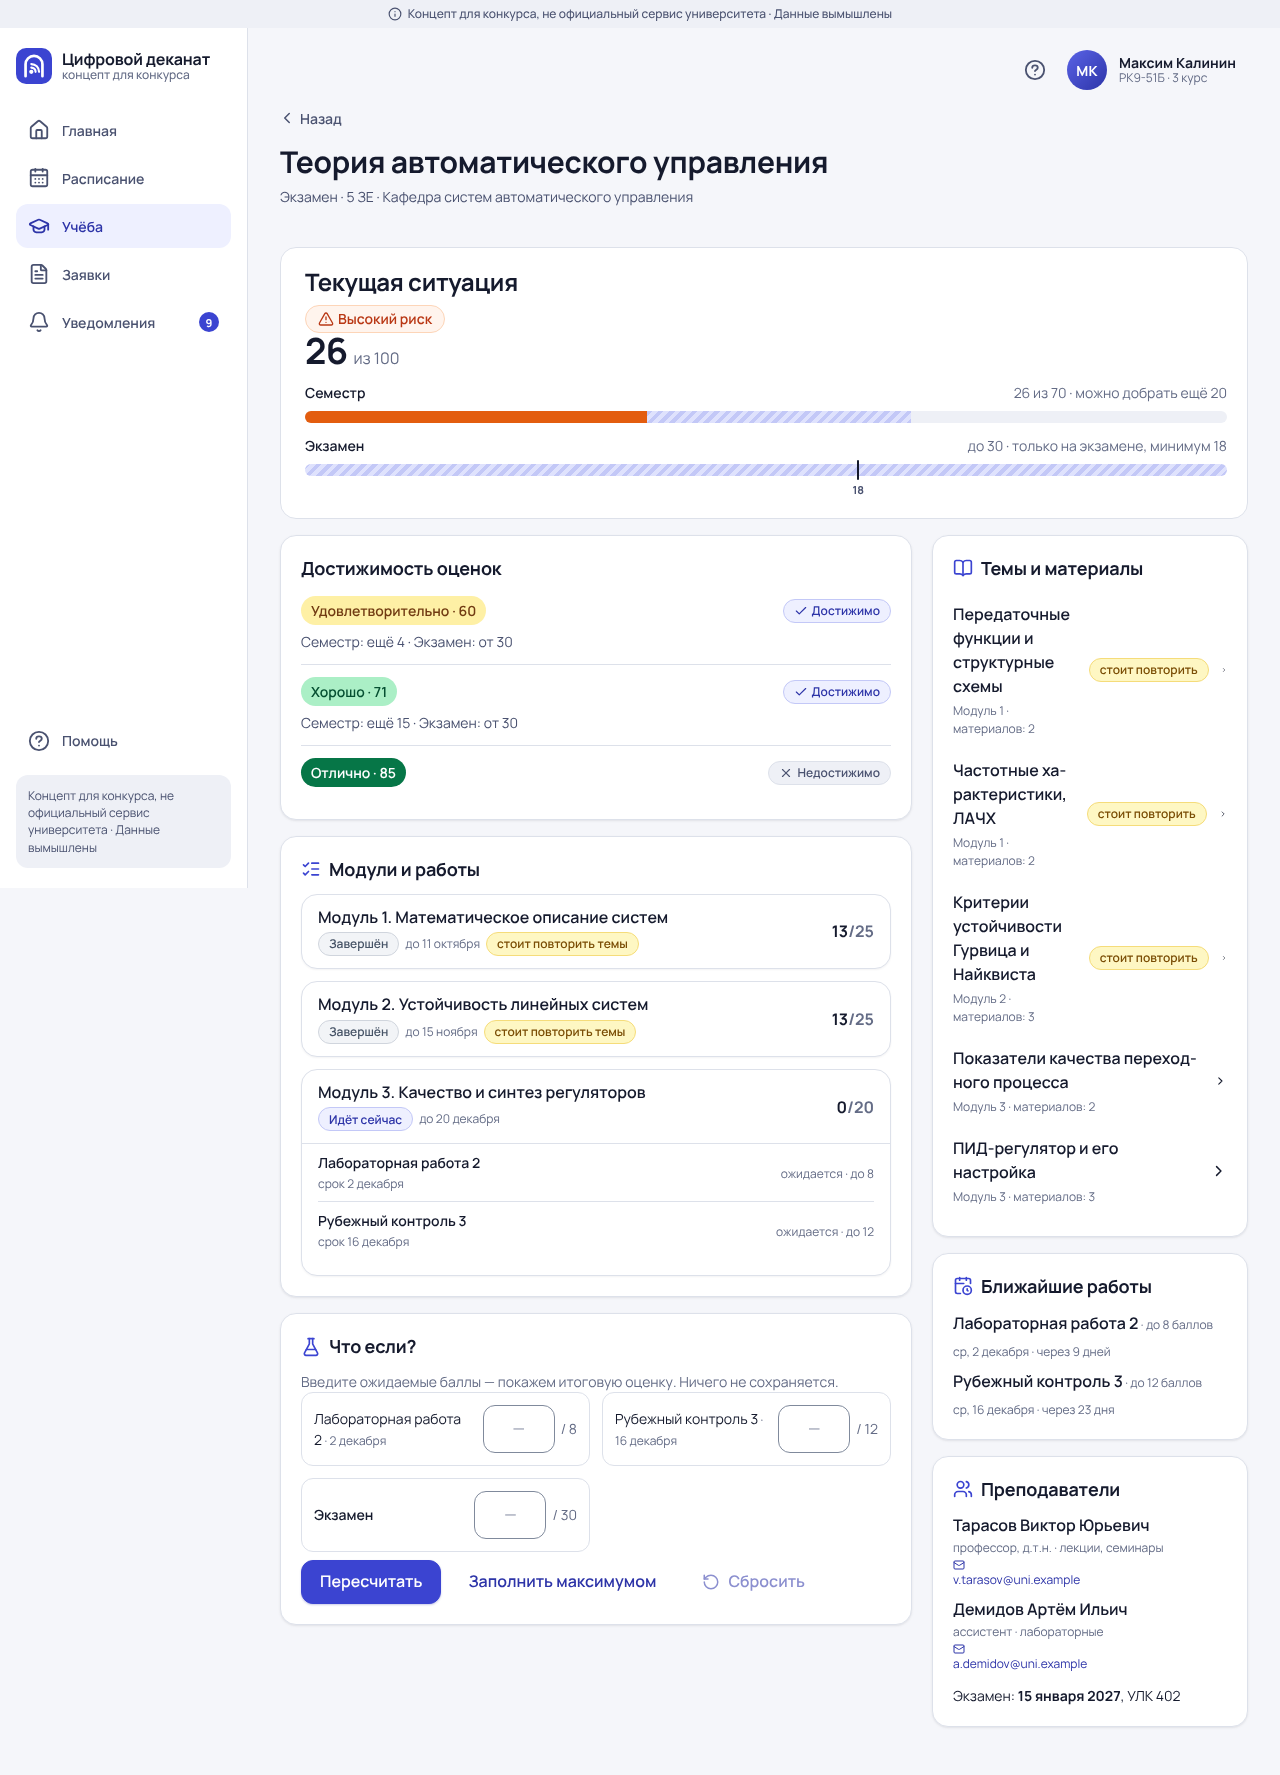 Концепт для конкурса, не официальный сервис университета · Данные вымышлены
Цифровой деканат
концепт для конкурса
Главная
Расписание
Учёба
Заявки
Уведомления
9
Помощь
Концепт для конкурса, не
официальный сервис
университета · Данные
вымышлены
МК
Максим Калинин
РК9-51Б · 3 курс
Назад
Теория автоматического управления
Экзамен · 5 ЗЕ · Кафедра систем автоматического управления
Текущая ситуация
Высокий риск
26 из 100
Семестр
26 из 70 · можно добрать ещё 20
Экзамен
до 30 · только на экзамене, минимум 18
18
Достижимость оценок
Удовлетворительно · 60
Достижимо
Семестр: ещё 4 · Экзамен: от 30
Хорошо · 71
Достижимо
Семестр: ещё 15 · Экзамен: от 30
Отлично · 85
Недостижимо
Модули и работы
Модуль 1. Математическое описание систем
Завершён до 11 октября стоит повторить темы
13/25
Модуль 2. Устойчивость линейных систем
Завершён до 15 ноября стоит повторить темы
13/25
Модуль 3. Качество и синтез регуляторов
Идёт сейчас до 20 декабря
0/20
Лабораторная работа 2
срок 2 декабря
ожидается · до 8
Рубежный контроль 3
срок 16 декабря
ожидается · до 12
Что если?
Введите ожидаемые баллы — покажем итоговую оценку. Ничего не сохраняется.
Лабораторная работа
2 · 2 декабря
—
/ 8
Рубежный контроль 3 ·
16 декабря
—
/ 12
Экзамен
—
/ 30
Пересчитать
Заполнить максимумом
Сбросить
Темы и материалы
Передаточные
функции и
структурные
схемы
Модуль 1 ·
материалов: 2
стоит повторить
Частотные ха-
рактеристики,
ЛАЧХ
Модуль 1 ·
материалов: 2
стоит повторить
Критерии
устойчивости
Гурвица и
Найквиста
Модуль 2 ·
материалов: 3
стоит повторить
Показатели качества переход-
ного процесса
Модуль 3 · материалов: 2
ПИД-регулятор и его
настройка
Модуль 3 · материалов: 3
Ближайшие работы
Лабораторная работа 2 · до 8 баллов
ср, 2 декабря · через 9 дней
Рубежный контроль 3 · до 12 баллов
ср, 16 декабря · через 23 дня
Преподаватели
Тарасов Виктор Юрьевич
профессор, д.т.н. · лекции, семинары
v.tarasov@uni.example
Демидов Артём Ильич
ассистент · лабораторные
a.demidov@uni.example
Экзамен: 15 января 2027, УЛК 402